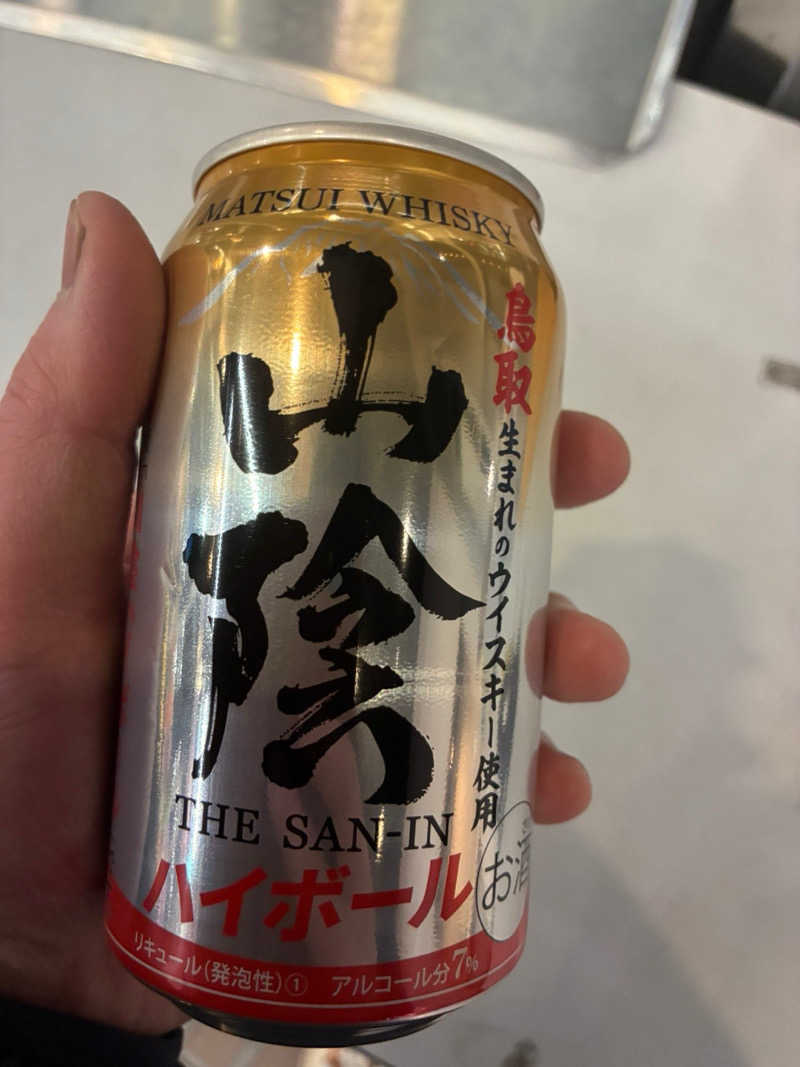 MATSUI WHISKY
山陰
鳥取生まれのウイスキー使用
THE SAN-IN
ハイボール
お酒
リキュール(発泡性)① アルコール分7%